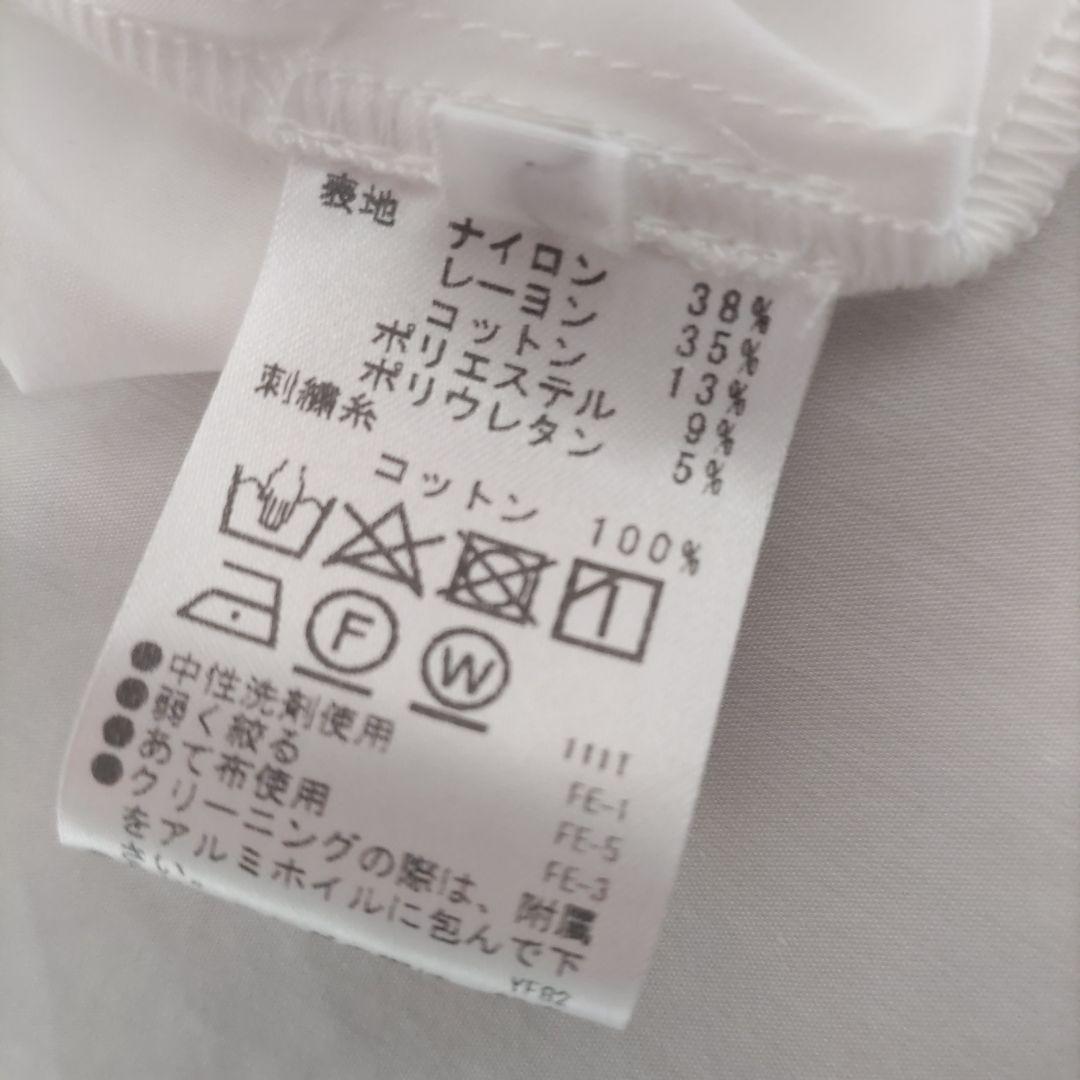 表地
ナイロン 38%
レーヨン 35%
コットン 13%
ポリエステル 9%
ポリウレタン 5%
刺繍糸
コットン 100%
F W
●中性洗剤使用
●弱く絞る
●あて布使用
●クリーニングの際は、附属
をアルミホイルに包んで下
さい。
FE-1
FE-5
FE-3
YF82